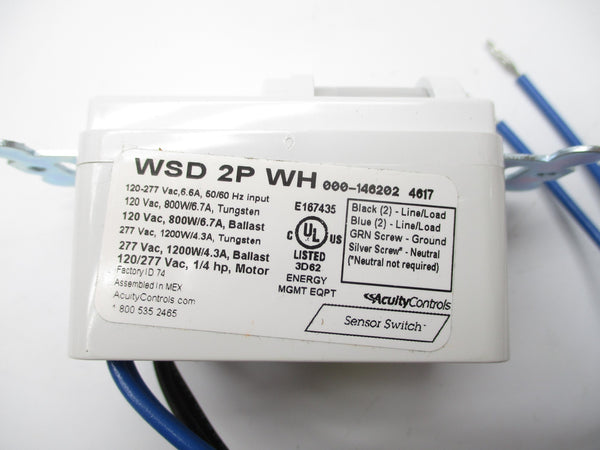 WSD 2P WH 000-146202 4617
120-277 Vac,6.6A, 50/60 Hz input
120 Vac, 800W/6.7A, Tungsten
120 Vac, 800W/6.7A, Ballast
277 Vac, 1200W/4.3A, Tungsten
277 Vac, 1200W/4.3A, Ballast
120/277 Vac, 1/4 hp, Motor
Factory ID 74
Assembled in MEX
AcuityControls.com
1 800 535 2465
E167435
C UL US
LISTED
3D62
ENERGY
MGMT EQPT
Black (2) - Line/Load
Blue (2) - Line/Load
GRN Screw - Ground
Silver Screw* - Neutral
(*Neutral not required)
AcuityControls
Sensor Switch™